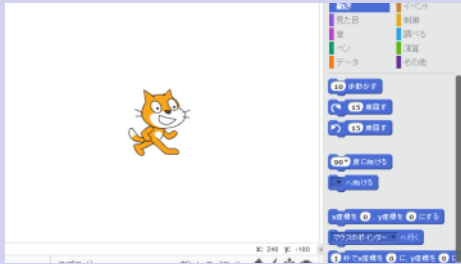 動き イベント
見た目 制御
音 調べる
ペン 演算
データ その他
10 歩動かす
15 度回す
15 度回す
90 度に向ける
へ向ける
x座標を 0 、y座標を 0 にする
マウスのポインター へ行く
1 秒でx座標を 0 に、y座標を 0 に
x: 240 y: -180